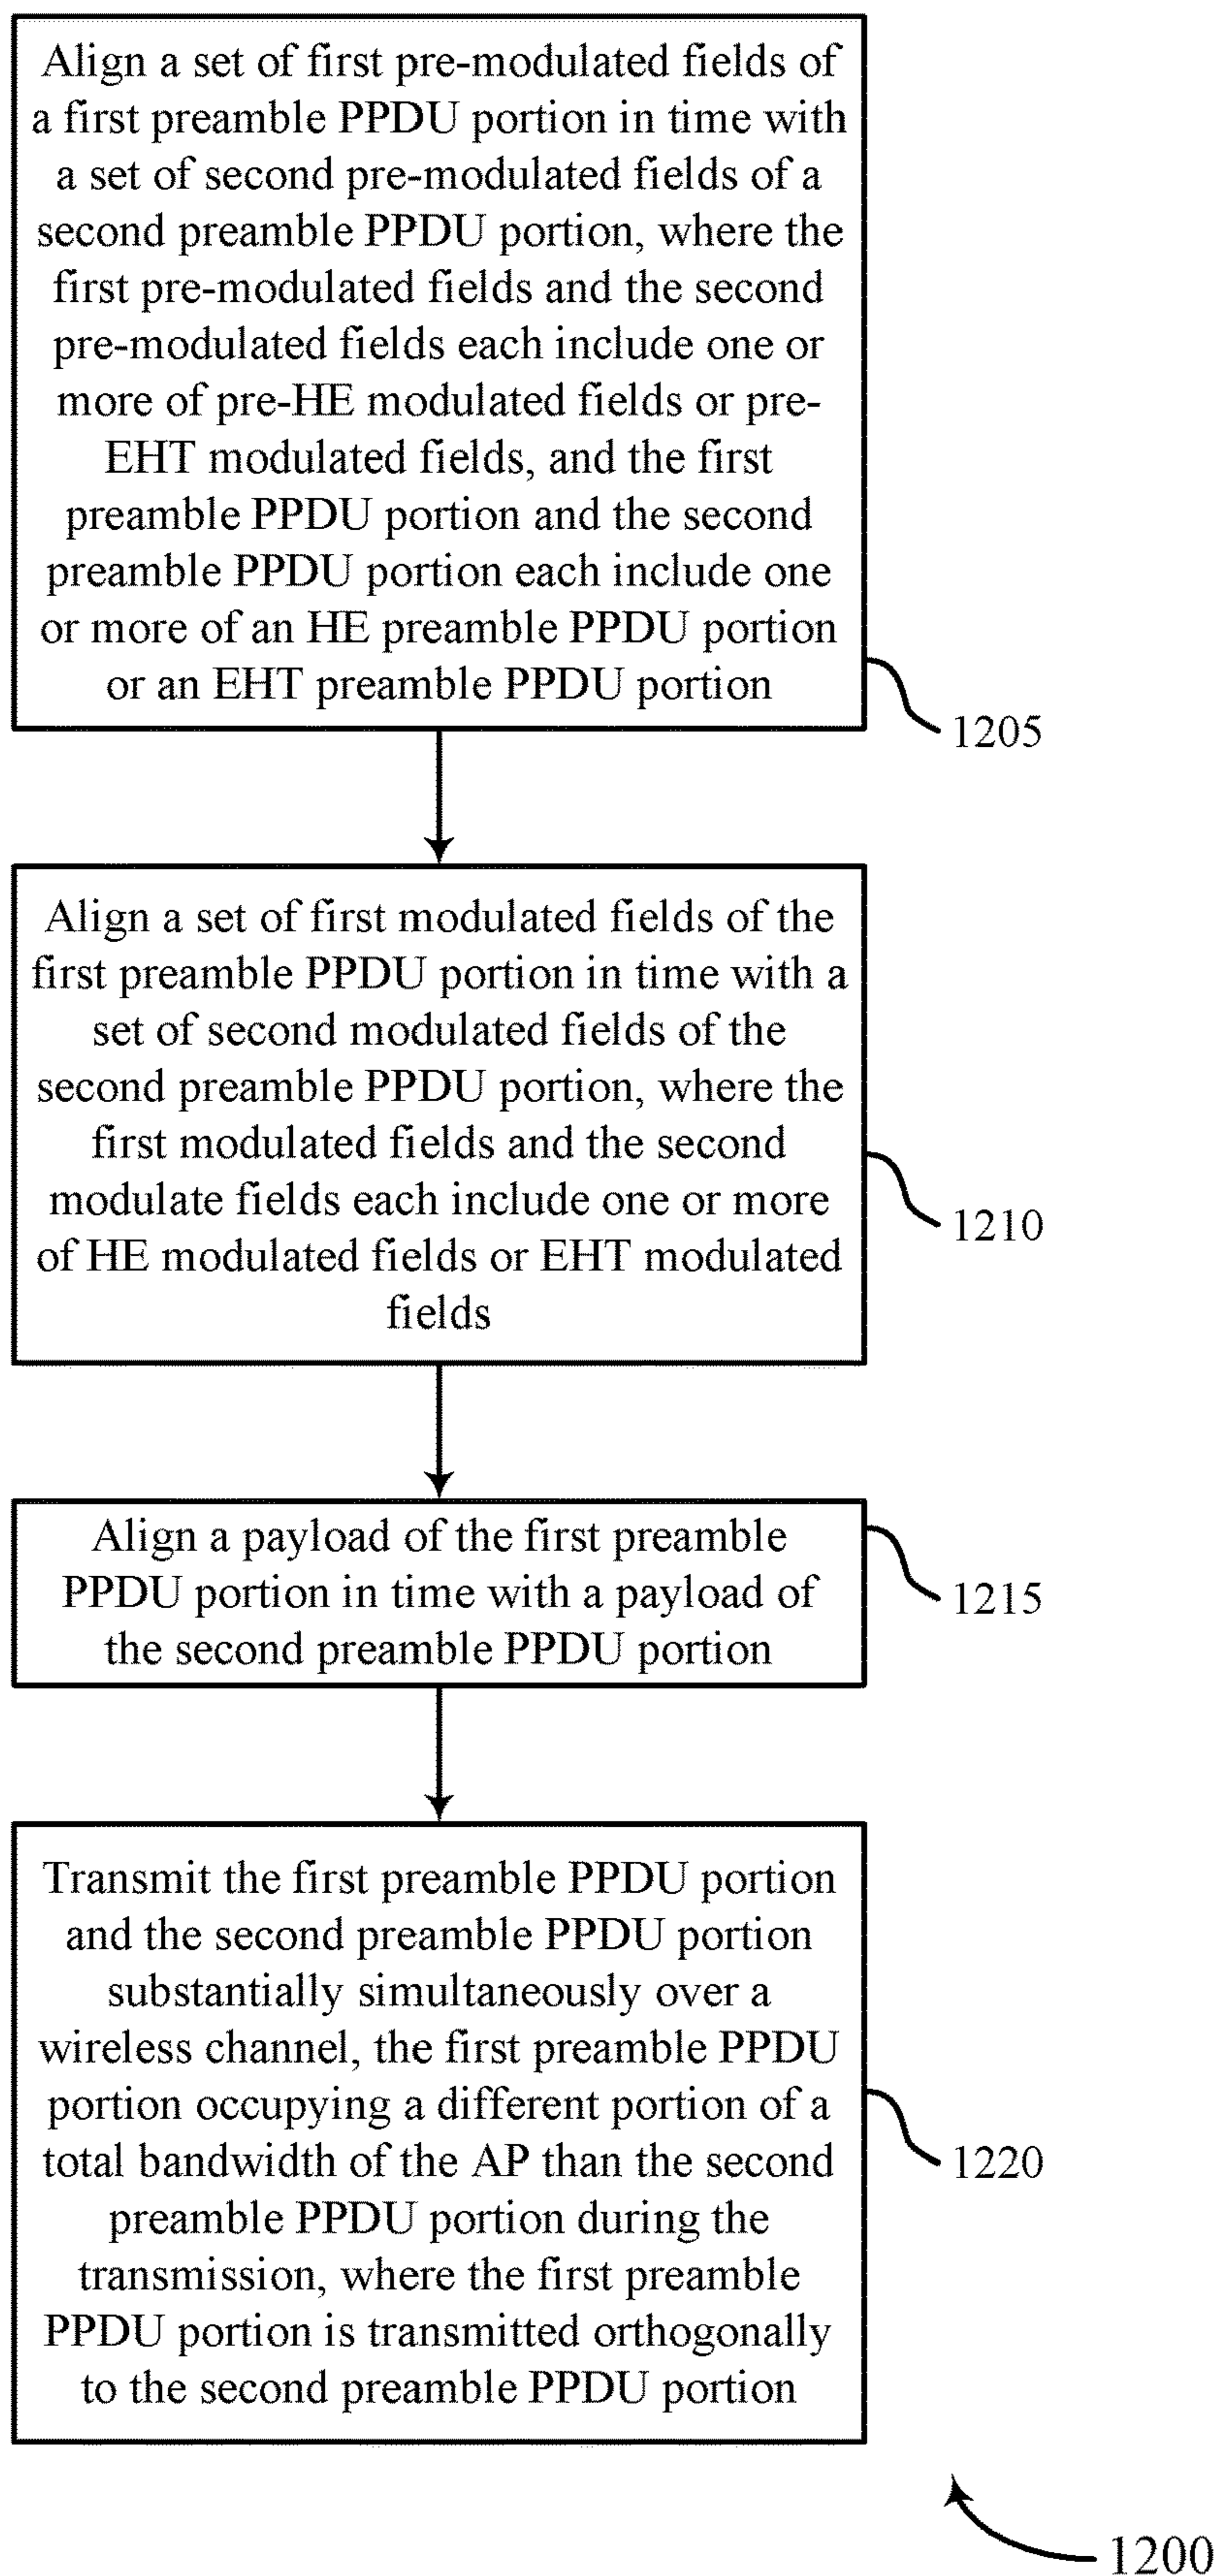 Align a set of first pre-modulated fields of
a first preamble PPDU portion in time with
a set of second pre-modulated fields of a
second preamble PPDU portion, where the
first pre-modulated fields and the second
pre-modulated fields each include one or
more of pre-HE modulated fields or pre-
EHT modulated fields, and the first
preamble PPDU portion and the second
preamble PPDU portion each include one
or more of an HE preamble PPDU portion
or an EHT preamble PPDU portion
1205
Align a set of first modulated fields of the
first preamble PPDU portion in time with a
set of second modulated fields of the
second preamble PPDU portion, where the
first modulated fields and the second
modulate fields each include one or more
of HE modulated fields or EHT modulated
fields
1210
Align a payload of the first preamble
PPDU portion in time with a payload of
the second preamble PPDU portion
1215
Transmit the first preamble PPDU portion
and the second preamble PPDU portion
substantially simultaneously over a
wireless channel, the first preamble PPDU
portion occupying a different portion of a
total bandwidth of the AP than the second
preamble PPDU portion during the
transmission, where the first preamble
PPDU portion is transmitted orthogonally
to the second preamble PPDU portion
1220
1200